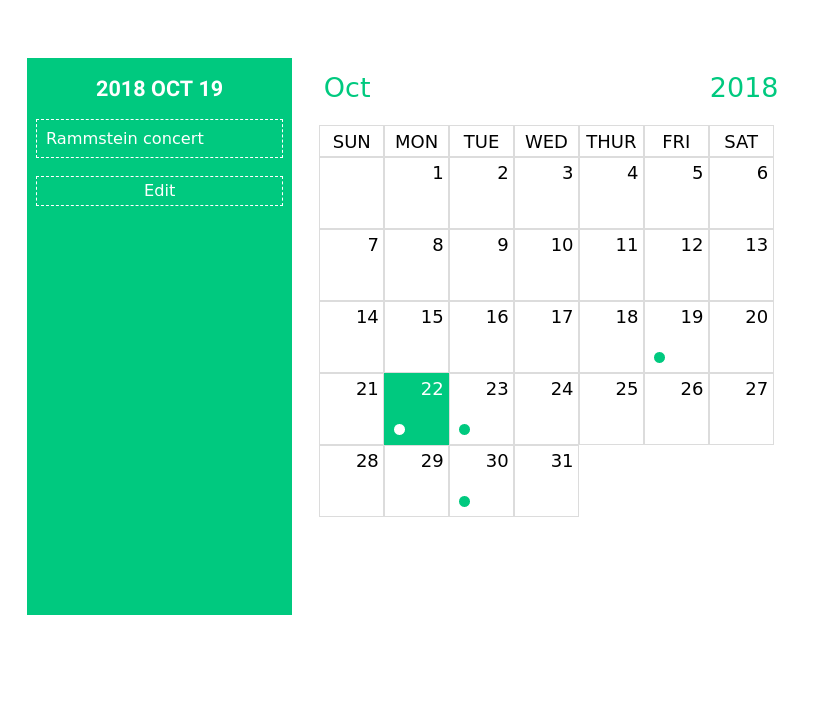 2018 OCT 19
Rammstein concert
Edit
Oct 2018
SUN MON TUE WED THUR FRI SAT
1 2 3 4 5 6
7 8 9 10 11 12 13
14 15 16 17 18 19 20
21 22 23 24 25 26 27
28 29 30 31